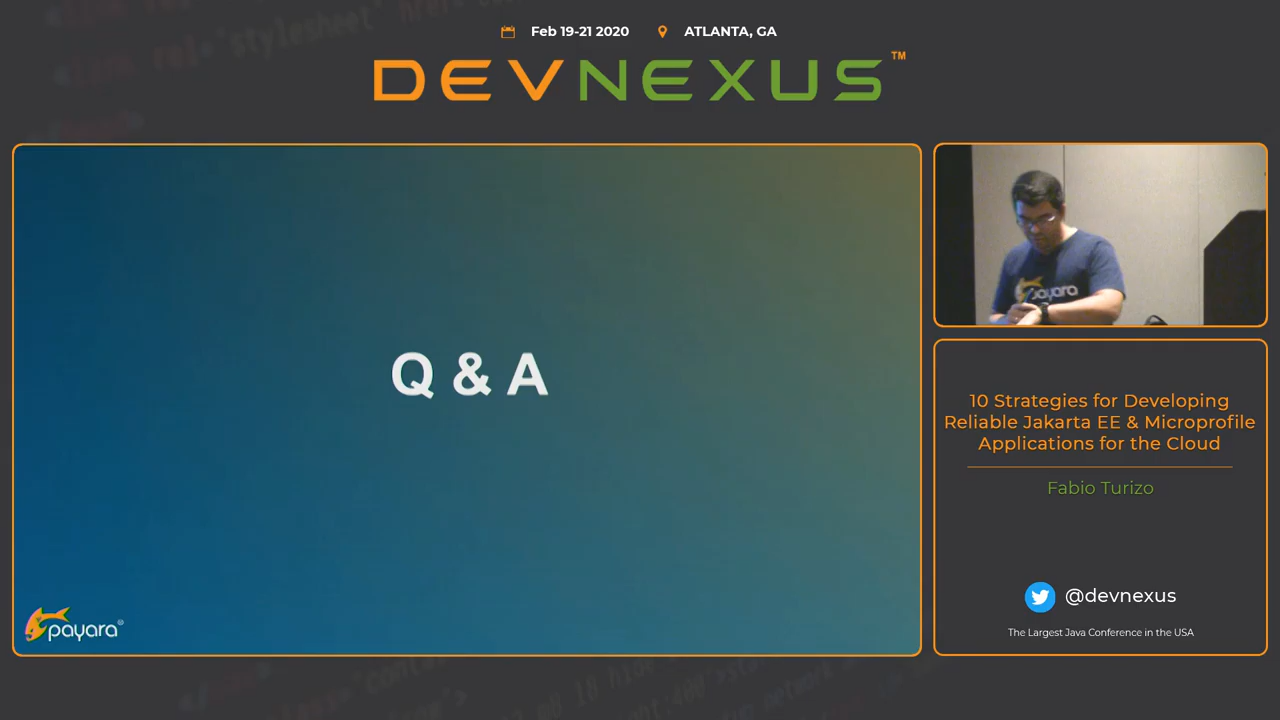 Feb 19-21 2020 ATLANTA, GA
DEVNEXUS™
Q & A
payara®
payara
10 Strategies for Developing
Reliable Jakarta EE & Microprofile
Applications for the Cloud
Fabio Turizo
@devnexus
The Largest Java Conference in the USA